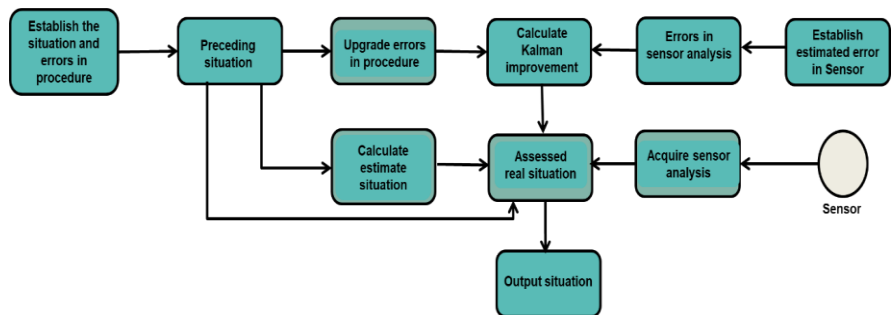 Establish the
situation and
errors in
procedure
Preceding
situation
Upgrade errors
in procedure
Calculate
Kalman
improvement
Errors in
sensor analysis
Establish
estimated error
in Sensor
Calculate
estimate
situation
Assessed
real situation
Acquire sensor
analysis
Sensor
Output situation